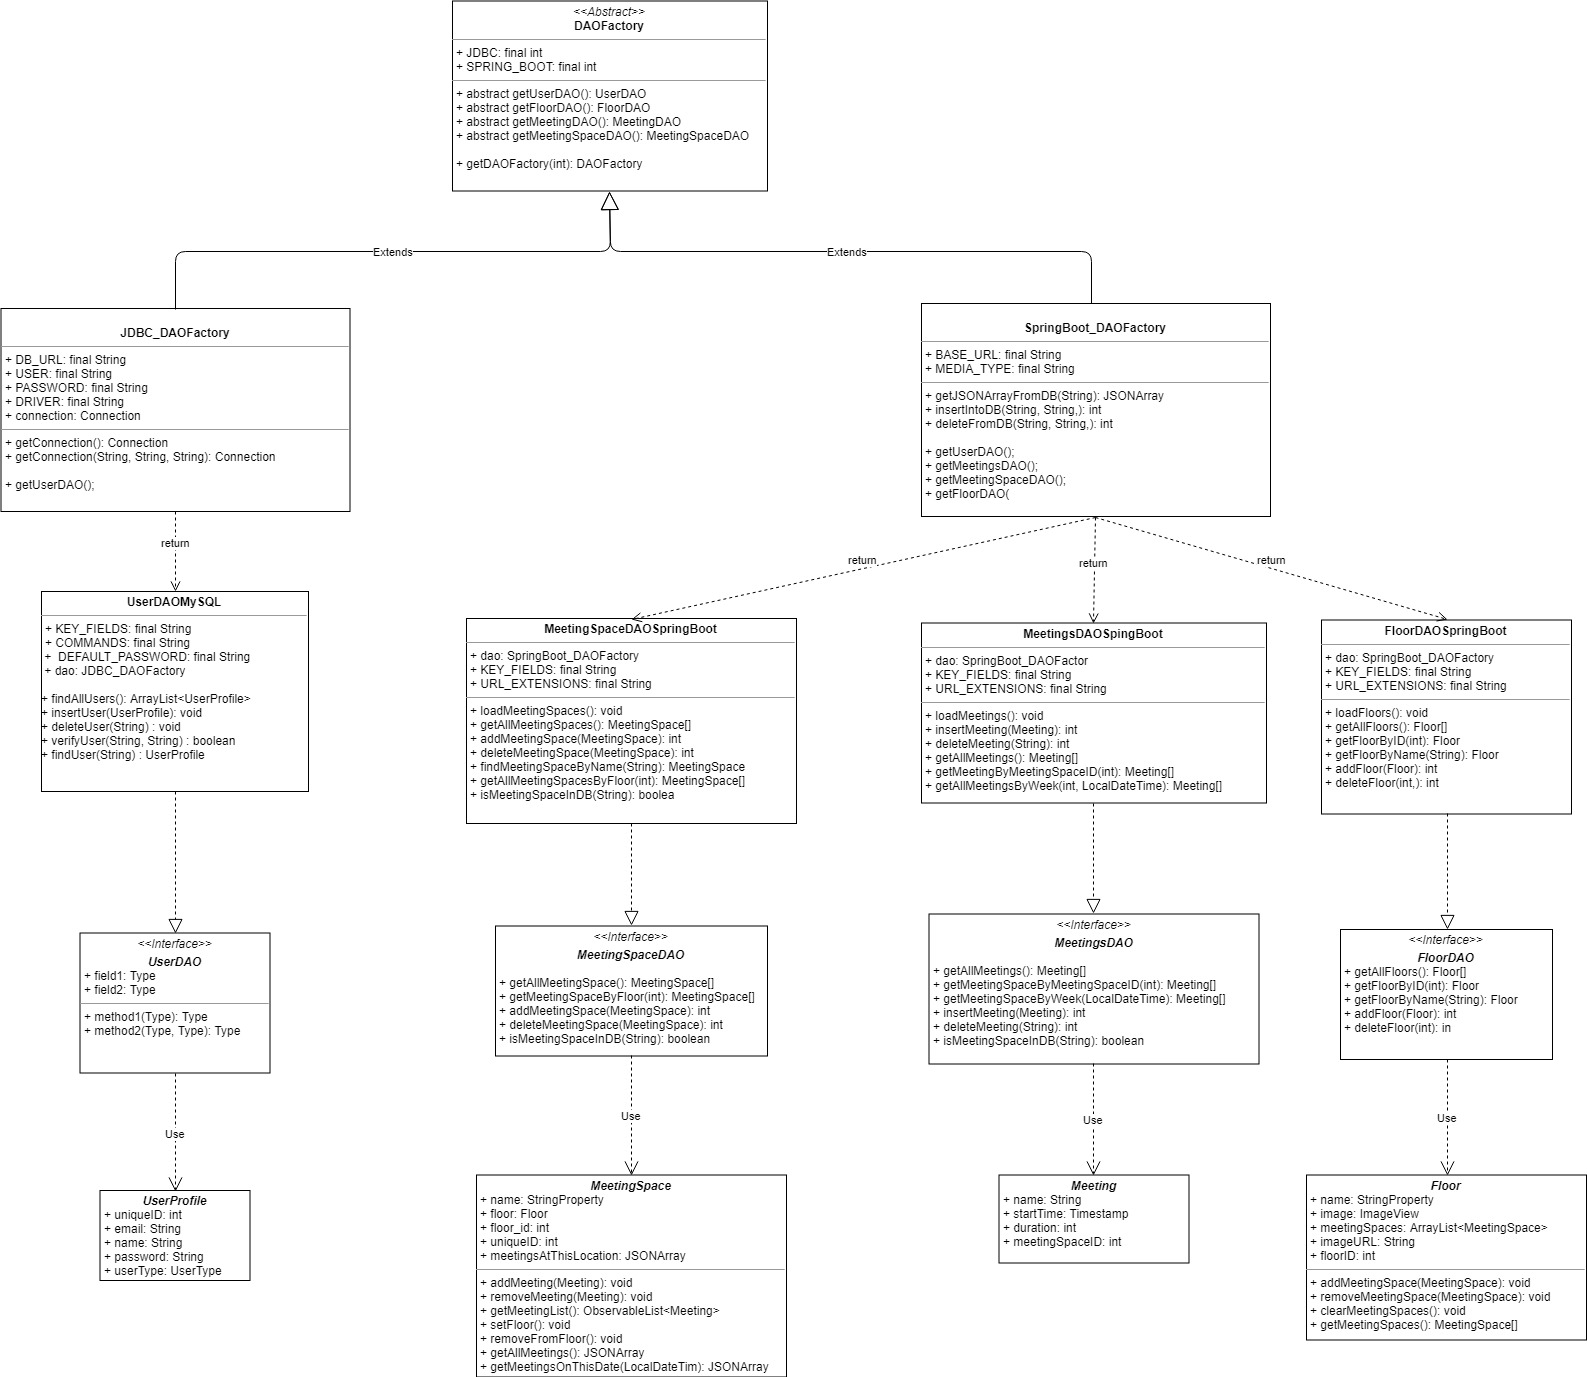 <<Abstract>>
DAOFactory
+ JDBC: final int
+ SPRING_BOOT: final int
+ abstract getUserDAO(): UserDAO
+ abstract getFloorDAO(): FloorDAO
+ abstract getMeetingDAO(): MeetingDAO
+ abstract getMeetingSpaceDAO(): MeetingSpaceDAO
+ getDAOFactory(int): DAOFactory
Extends
Extends
JDBC_DAOFactory
+ DB_URL: final String
+ USER: final String
+ PASSWORD: final String
+ DRIVER: final String
+ connection: Connection
+ getConnection(): Connection
+ getConnection(String, String, String): Connection
+ getUserDAO();
SpringBoot_DAOFactory
+ BASE_URL: final String
+ MEDIA_TYPE: final String
+ getJSONArrayFromDB(String): JSONArray
+ insertIntoDB(String, String,): int
+ deleteFromDB(String, String,): int
+ getUserDAO();
+ getMeetingsDAO();
+ getMeetingSpaceDAO();
+ getFloorDAO(
return
return
return
return
UserDAOMySQL
+ KEY_FIELDS: final String
+ COMMANDS: final String
+  DEFAULT_PASSWORD: final String
+ dao: JDBC_DAOFactory
+ findAllUsers(): ArrayList<UserProfile>
+ insertUser(UserProfile): void
+ deleteUser(String) : void
+ verifyUser(String, String) : boolean
+ findUser(String) : UserProfile
MeetingSpaceDAOSpringBoot
+ dao: SpringBoot_DAOFactory
+ KEY_FIELDS: final String
+ URL_EXTENSIONS: final String
+ loadMeetingSpaces(): void
+ getAllMeetingSpaces(): MeetingSpace[]
+ addMeetingSpace(MeetingSpace): int
+ deleteMeetingSpace(MeetingSpace): int
+ findMeetingSpaceByName(String): MeetingSpace
+ getAllMeetingSpacesByFloor(int): MeetingSpace[]
+ isMeetingSpaceInDB(String): boolea
MeetingsDAOSpingBoot
+ dao: SpringBoot_DAOFactor
+ KEY_FIELDS: final String
+ URL_EXTENSIONS: final String
+ loadMeetings(): void
+ insertMeeting(Meeting): int
+ deleteMeeting(String): int
+ getAllMeetings(): Meeting[]
+ getMeetingByMeetingSpaceID(int): Meeting[]
+ getAllMeetingsByWeek(int, LocalDateTime): Meeting[]
FloorDAOSpringBoot
+ dao: SpringBoot_DAOFactory
+ KEY_FIELDS: final String
+ URL_EXTENSIONS: final String
+ loadFloors(): void
+ getAllFloors(): Floor[]
+ getFloorByID(int): Floor
+ getFloorByName(String): Floor
+ addFloor(Floor): int
+ deleteFloor(int,): int
<<Interface>>
UserDAO
+ field1: Type
+ field2: Type
+ method1(Type): Type
+ method2(Type, Type): Type
<<Interface>>
MeetingSpaceDAO
+ getAllMeetingSpace(): MeetingSpace[]
+ getMeetingSpaceByFloor(int): MeetingSpace[]
+ addMeetingSpace(MeetingSpace): int
+ deleteMeetingSpace(MeetingSpace): int
+ isMeetingSpaceInDB(String): boolean
<<Interface>>
MeetingsDAO
+ getAllMeetings(): Meeting[]
+ getMeetingSpaceByMeetingSpaceID(int): Meeting[]
+ getMeetingSpaceByWeek(LocalDateTime): Meeting[]
+ insertMeeting(Meeting): int
+ deleteMeeting(String): int
+ isMeetingSpaceInDB(String): boolean
<<Interface>>
FloorDAO
+ getAllFloors(): Floor[]
+ getFloorByID(int): Floor
+ getFloorByName(String): Floor
+ addFloor(Floor): int
+ deleteFloor(int): in
Use
Use
Use
Use
UserProfile
+ uniqueID: int
+ email: String
+ name: String
+ password: String
+ userType: UserType
MeetingSpace
+ name: StringProperty
+ floor: Floor
+ floor_id: int
+ uniqueID: int
+ meetingsAtThisLocation: JSONArray
+ addMeeting(Meeting): void
+ removeMeeting(Meeting): void
+ getMeetingList(): ObservableList<Meeting>
+ setFloor(): void
+ removeFromFloor(): void
+ getAllMeetings(): JSONArray
+ getMeetingsOnThisDate(LocalDateTim): JSONArray
Meeting
+ name: String
+ startTime: Timestamp
+ duration: int
+ meetingSpaceID: int
Floor
+ name: StringProperty
+ image: ImageView
+ meetingSpaces: ArrayList<MeetingSpace>
+ imageURL: String
+ floorID: int
+ addMeetingSpace(MeetingSpace): void
+ removeMeetingSpace(MeetingSpace): void
+ clearMeetingSpaces(): void
+ getMeetingSpaces(): MeetingSpace[]